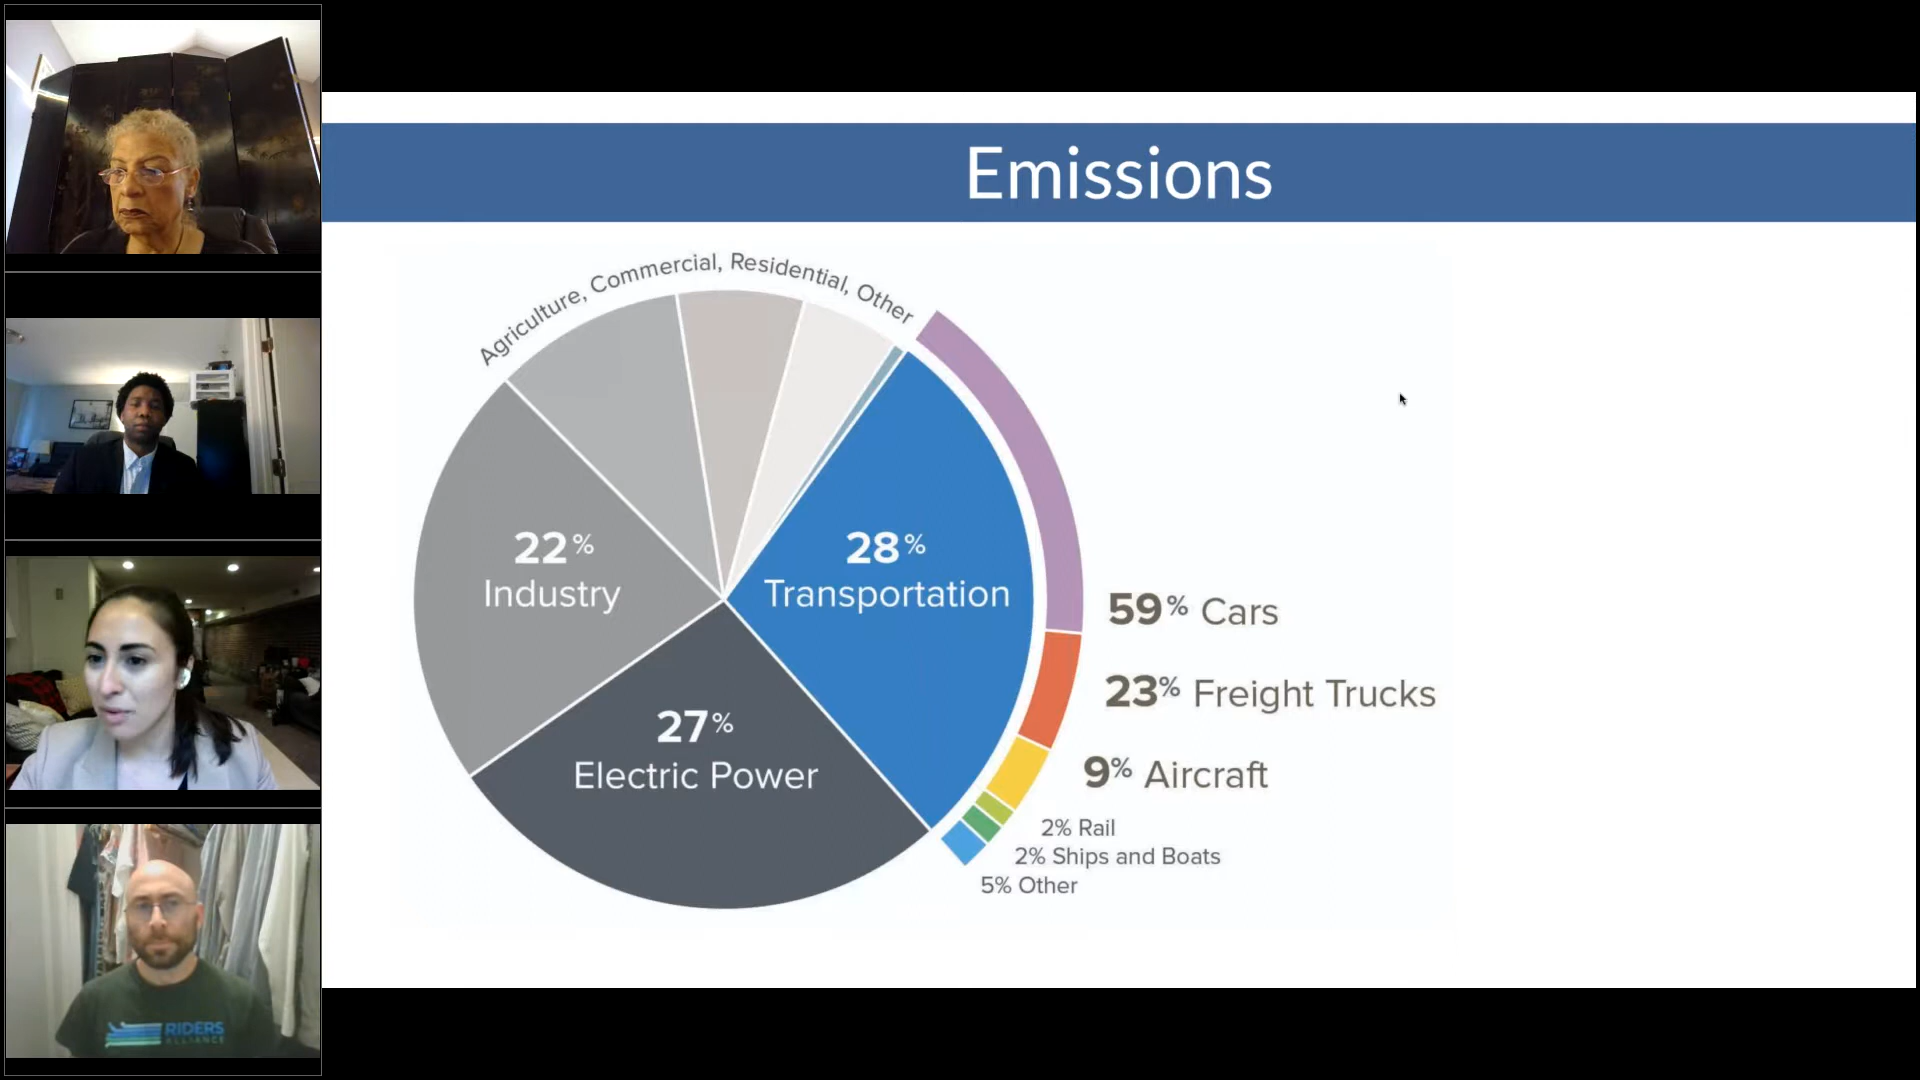 Emissions
Agriculture, Commercial, Residential, Other
22%
Industry
28%
Transportation
27%
Electric Power
59% Cars
23% Freight Trucks
9% Aircraft
2% Rail
2% Ships and Boats
5% Other
RIDERS
ALLIANCE